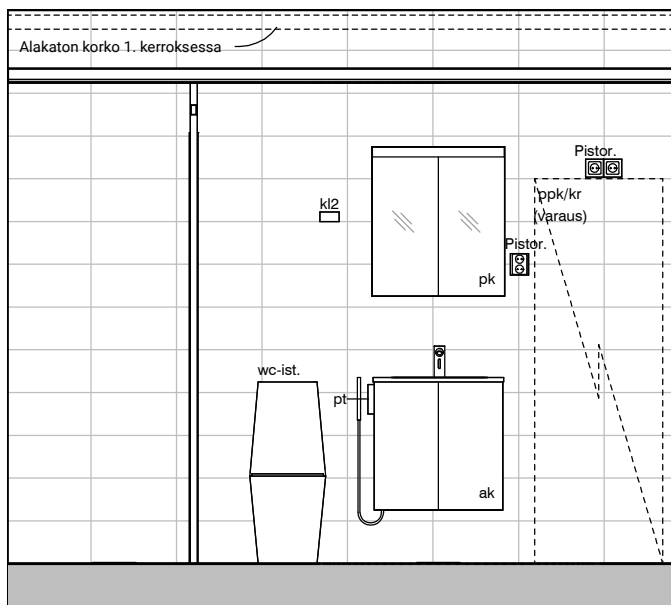 Alakaton korko 1. kerroksessa
Pistor.
ppk/kr
(varaus)
kl2
Pistor.
pk
wc-ist.
pt
ak